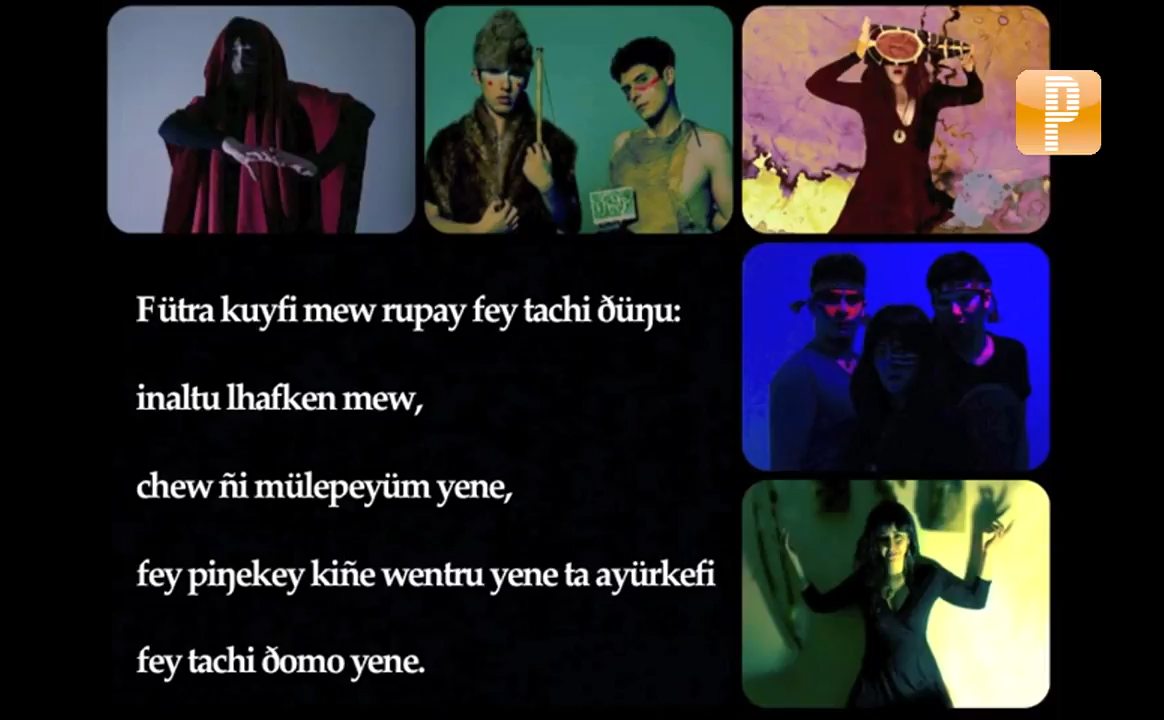 P
Fütra kuyfi mew rupay fey tachi ðüŋu:
inaltu lhafken mew,
chew ñi mülepeyüm yene,
fey piŋekey kiñe wentru yene ta ayürkefi
fey tachi ðomo yene.